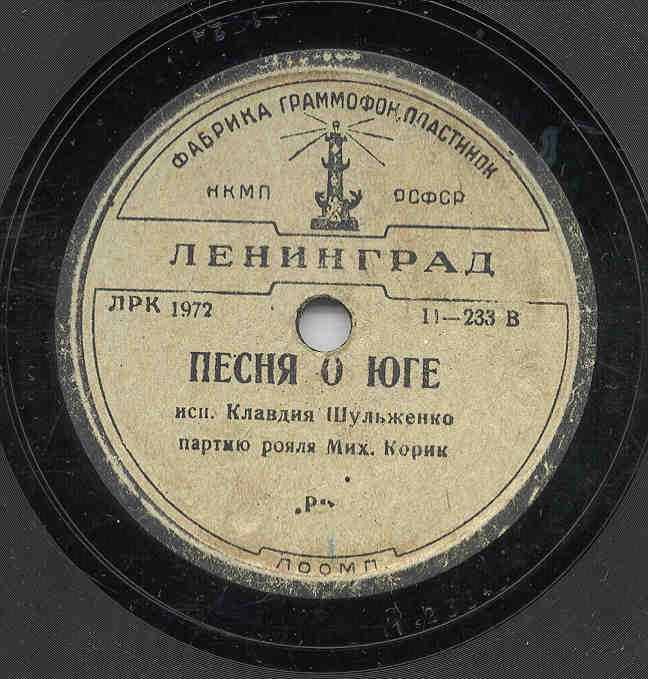 ФАБРИКА ГРАММОФОН. ПЛАСТИНОК
НКМП РСФСР
ЛЕНИНГРАД
ЛРК 1972 11—233 В
ПЕСНЯ О ЮГЕ
исп. Клавдия Шульженко
партию рояля Мих. Корик
„Р“
ЛООМП